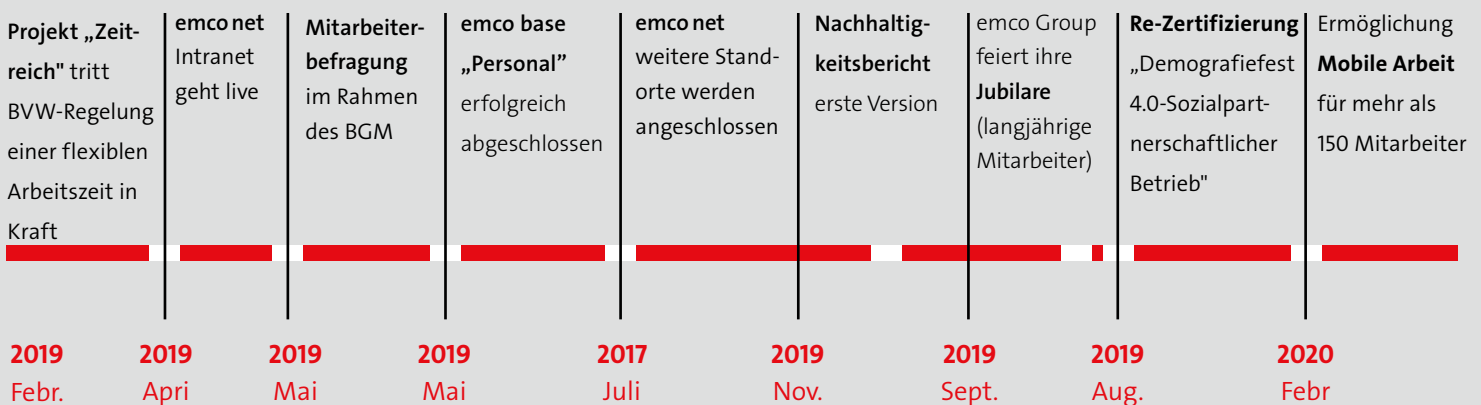 Projekt „Zeit-
reich" tritt
BVW-Regelung
einer flexiblen
Arbeitszeit in
Kraft
emco net
Intranet
geht live
Mitarbeiter-
befragung
im Rahmen
des BGM
emco base
„Personal”
erfolgreich
abgeschlossen
emco net
weitere Stand-
orte werden
angeschlossen
Nachhaltig-
keitsbericht
erste Version
emco Group
feiert ihre
Jubilare
(langjährige
Mitarbeiter)
Re-Zertifizierung
„Demografiefest
4.0-Sozialpart-
nerschaftlicher
Betrieb"
Ermöglichung
Mobile Arbeit
für mehr als
150 Mitarbeiter
2019
Febr.
2019
Apri
2019
Mai
2019
Mai
2017
Juli
2019
Nov.
2019
Sept.
2019
Aug.
2020
Febr